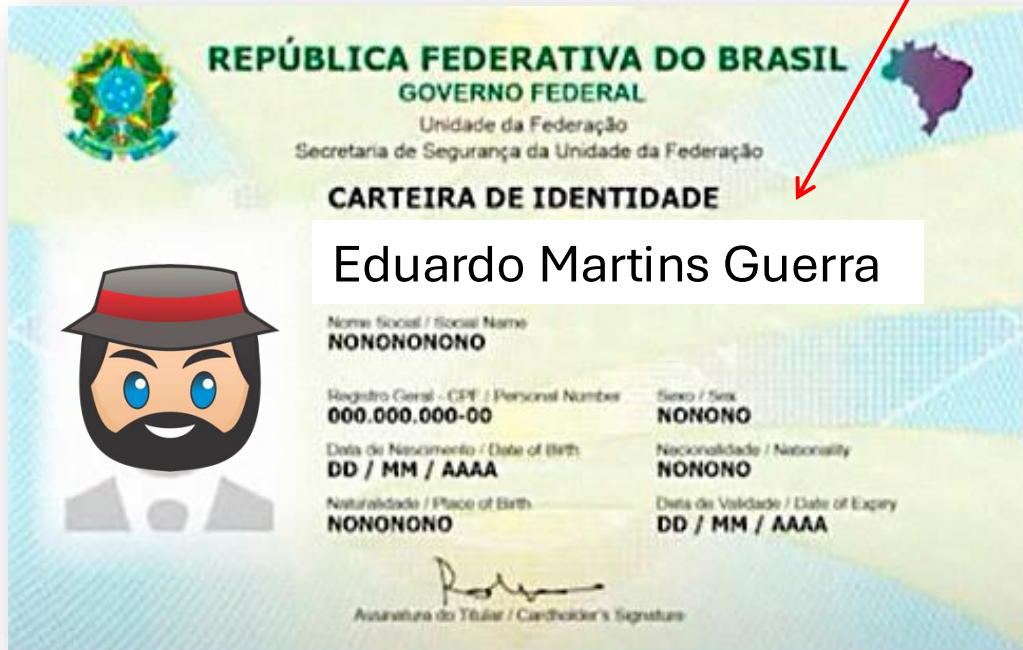 REPÚBLICA FEDERATIVA DO BRASIL
GOVERNO FEDERAL
Unidade da Federação
Secretaria de Segurança da Unidade da Federação
CARTEIRA DE IDENTIDADE
Eduardo Martins Guerra
Nome Social / Social Name
NONONONONO
Registro Geral - CPF / Personal Number
000.000.000-00
Sexo / Sex
NONONO
Data de Nascimento / Date of Birth
DD / MM / AAAA
Nacionalidade / Nationality
NONONO
Naturalidade / Place of Birth
NONONONO
Data de Validade / Date of Expiry
DD / MM / AAAA
Assinatura do Titular / Cardholder's Signature